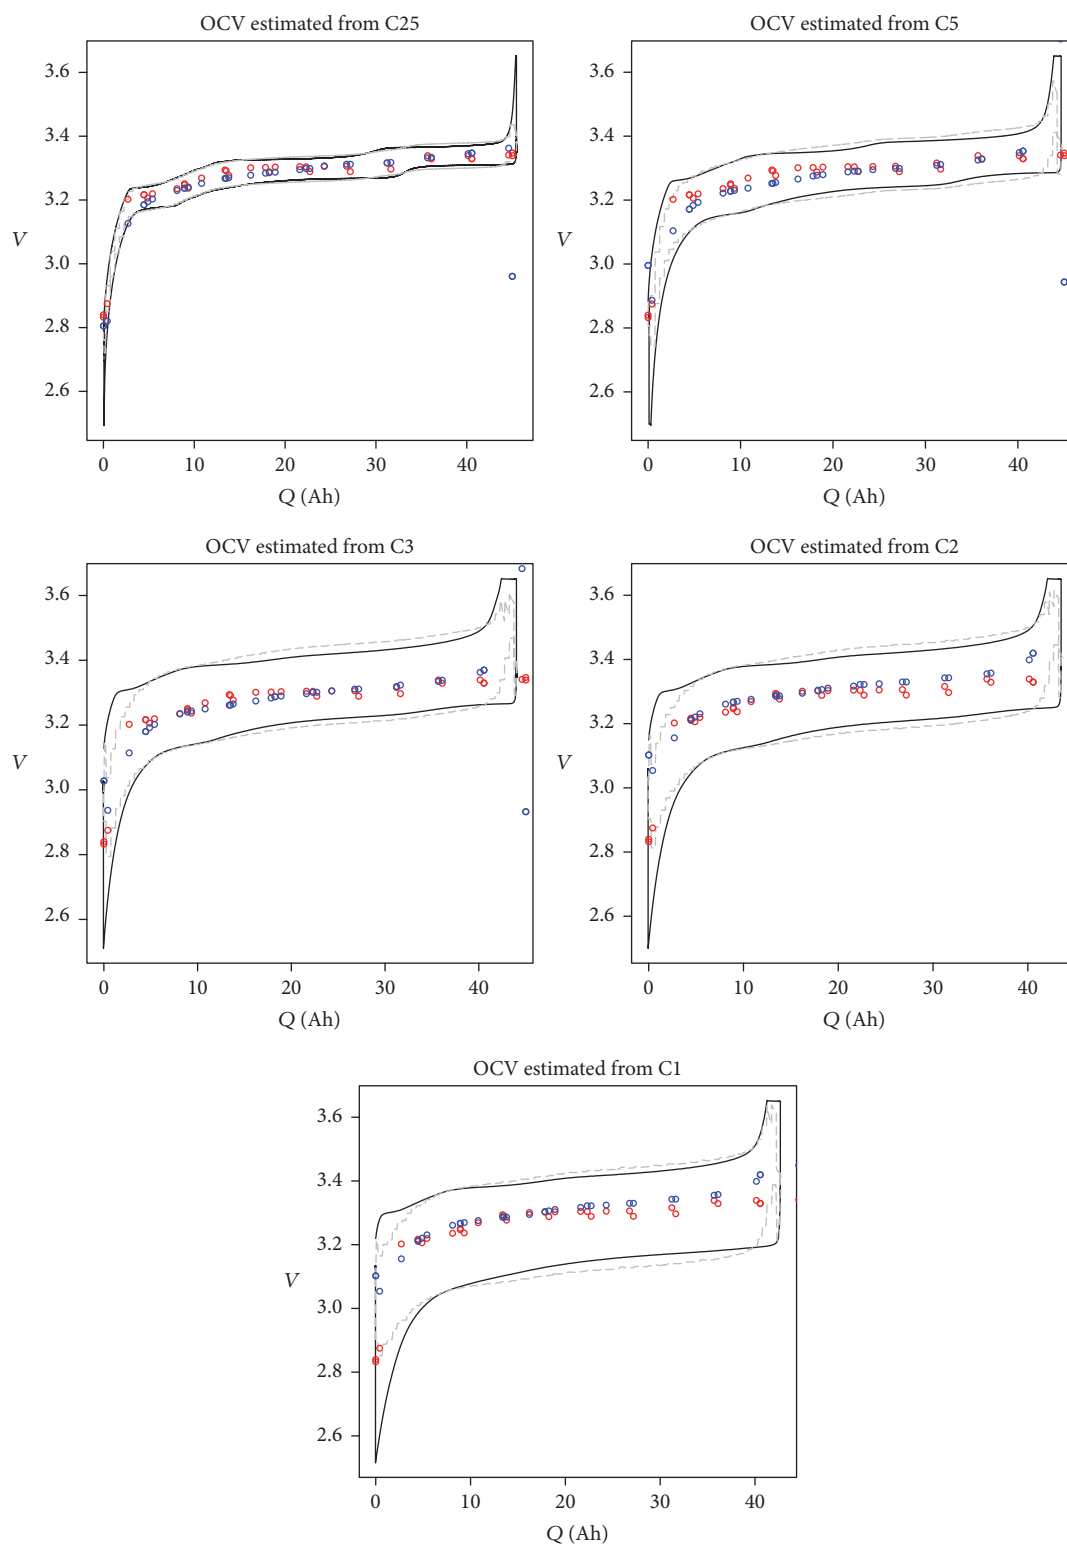 OCV estimated from C25
OCV estimated from C5
3.6
3.4
3.2
3.0
2.8
2.6
V
0 10 20 30 40
Q (Ah)
3.6
3.4
3.2
3.0
2.8
2.6
V
0 10 20 30 40
Q (Ah)
OCV estimated from C3
OCV estimated from C2
3.6
3.4
3.2
3.0
2.8
2.6
V
0 10 20 30 40
Q (Ah)
3.6
3.4
3.2
3.0
2.8
2.6
V
0 10 20 30 40
Q (Ah)
OCV estimated from C1
3.6
3.4
3.2
3.0
2.8
2.6
V
0 10 20 30 40
Q (Ah)